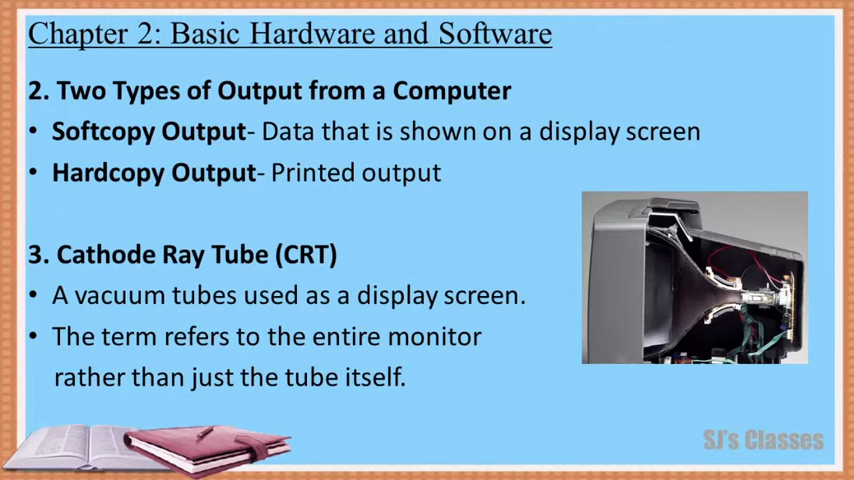 Chapter 2: Basic Hardware and Software
2. Two Types of Output from a Computer
• Softcopy Output- Data that is shown on a display screen
• Hardcopy Output- Printed output
3. Cathode Ray Tube (CRT)
• A vacuum tubes used as a display screen.
• The term refers to the entire monitor
rather than just the tube itself.
SJ's Classes